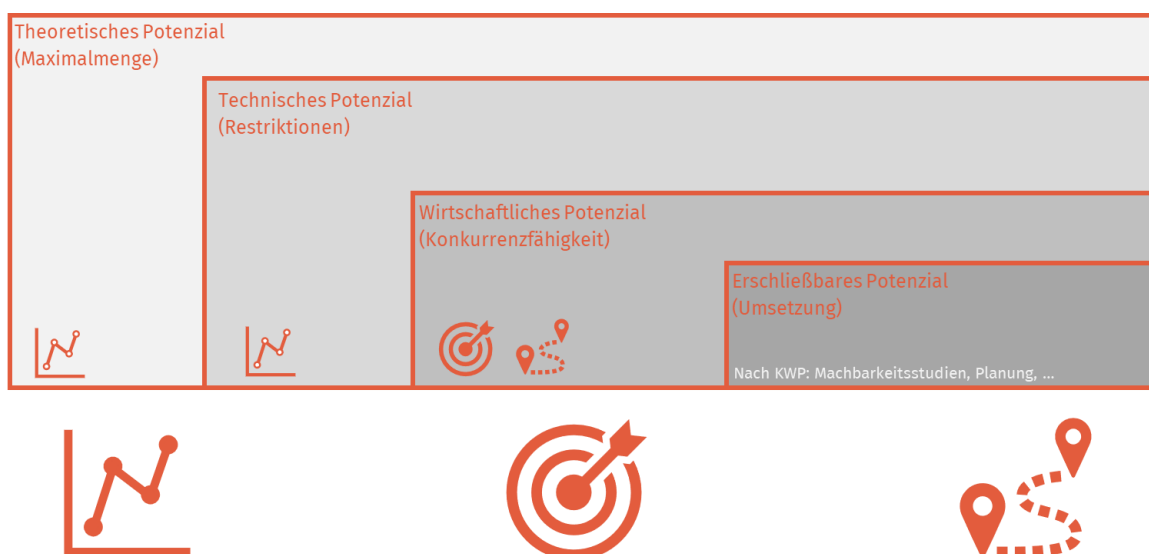 Theoretisches Potenzial
(Maximalmenge)
Technisches Potenzial
(Restriktionen)
Wirtschaftliches Potenzial
(Konkurrenzfähigkeit)
Erschließbares Potenzial
(Umsetzung)
Nach KWP: Machbarkeitsstudien, Planung, ...